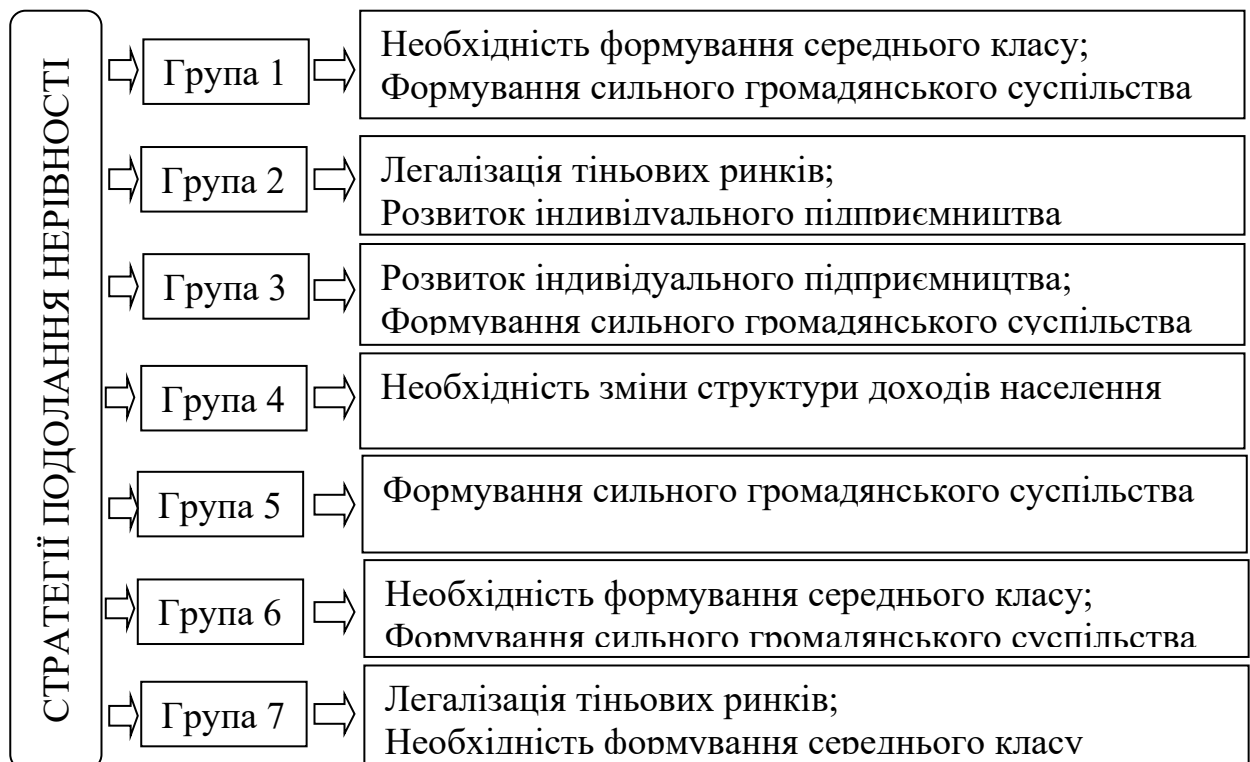 СТРАТЕГІЇ ПОДОЛАННЯ НЕРІВНОСТІ
Група 1
Необхідність формування середнього класу;
Формування сильного громадянського суспільства
Група 2
Легалізація тіньових ринків;
Розвиток індивідуального підприємництва
Група 3
Розвиток індивідуального підприємництва;
Формування сильного громадянського суспільства
Група 4
Необхідність зміни структури доходів населення
Група 5
Формування сильного громадянського суспільства
Група 6
Необхідність формування середнього класу;
Формування сильного громадянського суспільства
Група 7
Легалізація тіньових ринків;
Необхідність формування середнього класу